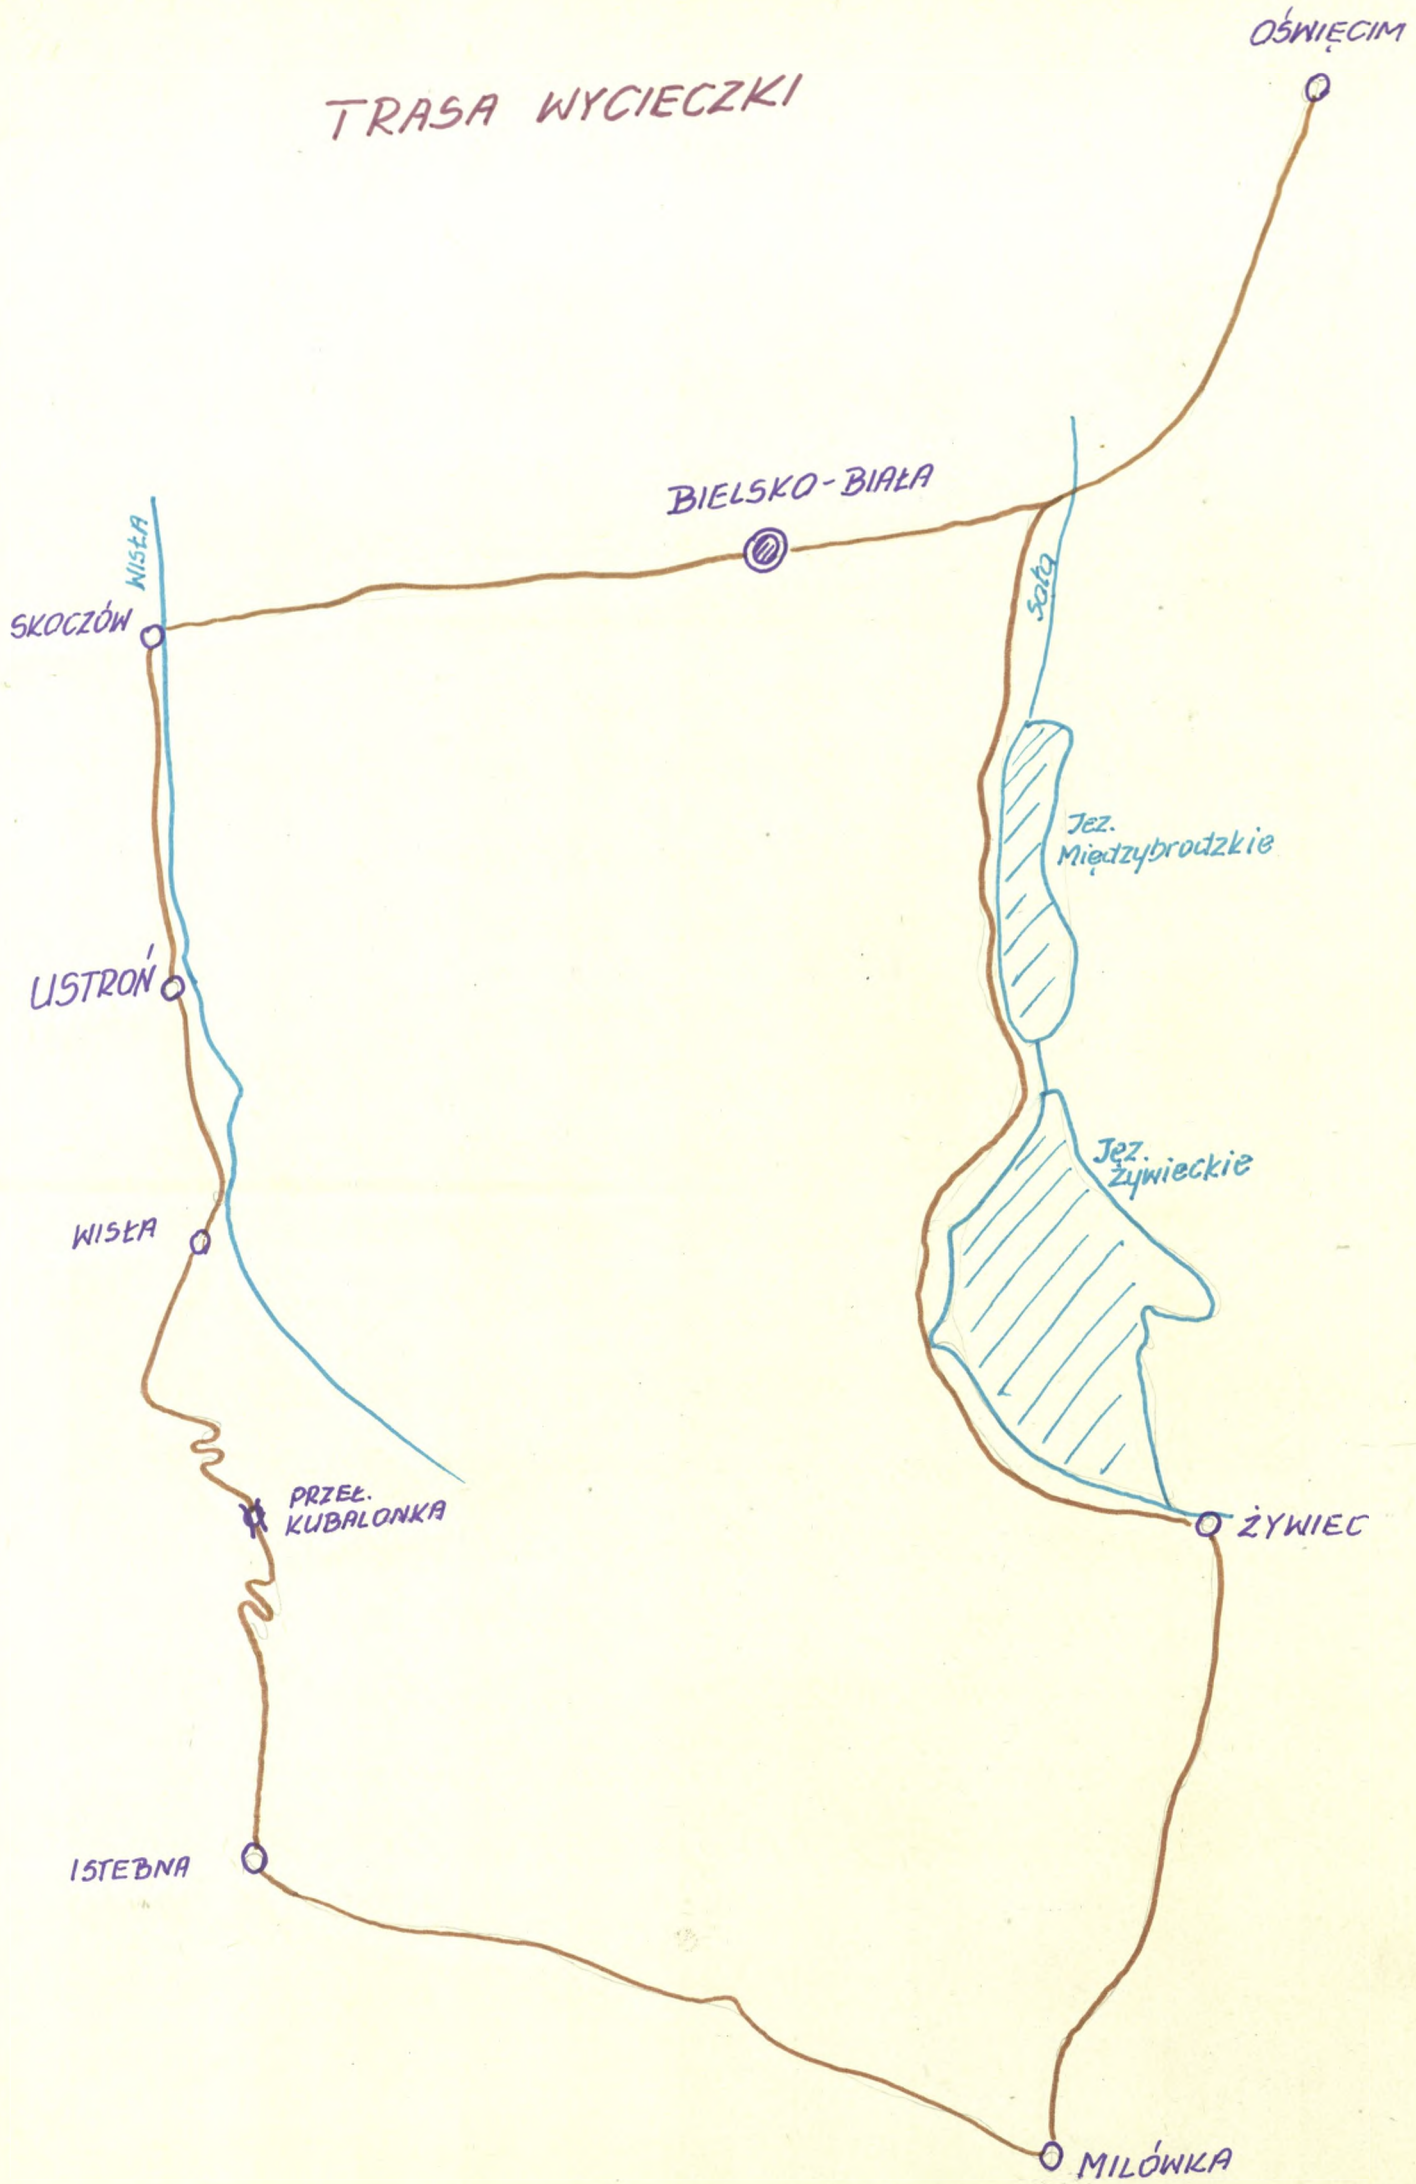 OŚWIĘCIM
TRASA WYCIECZKI
BIELSKO-BIAŁA
WISŁA
SKOCZÓW
Soła
Jez.
Międzybrodzkie
USTROŃ
Jez.
Żywieckie
WISŁA
PRZEŁ.
KUBALONKA
ŻYWIEC
ISTEBNA
MILÓWKA